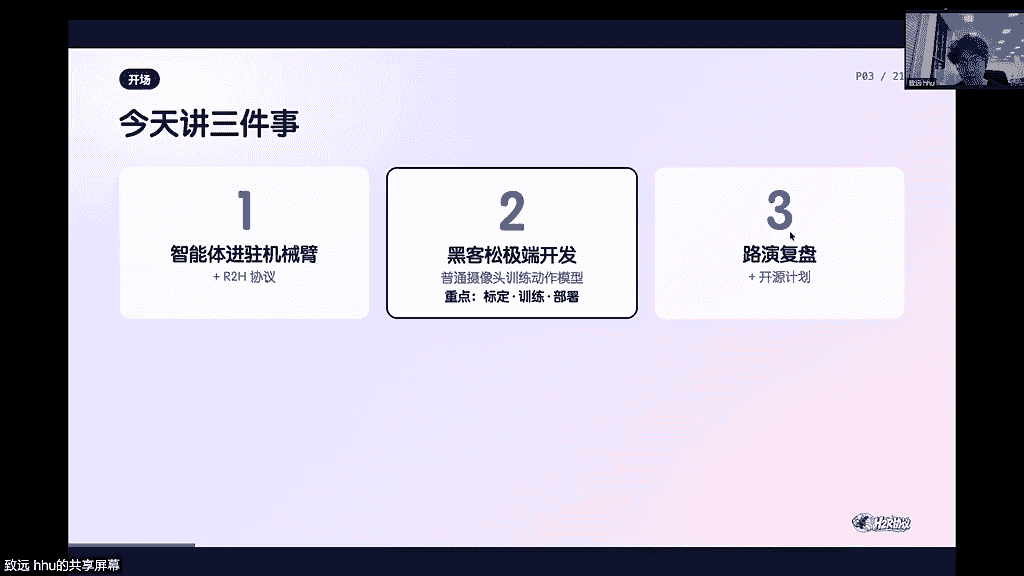 开场
P03 / 21
今天讲三件事
1
智能体进驻机械臂
+ R2H 协议
2
黑客松极端开发
普通摄像头训练动作模型
重点：标定·训练·部署
3
路演复盘
+ 开源计划
致远 hhu
致远 hhu的共享屏幕